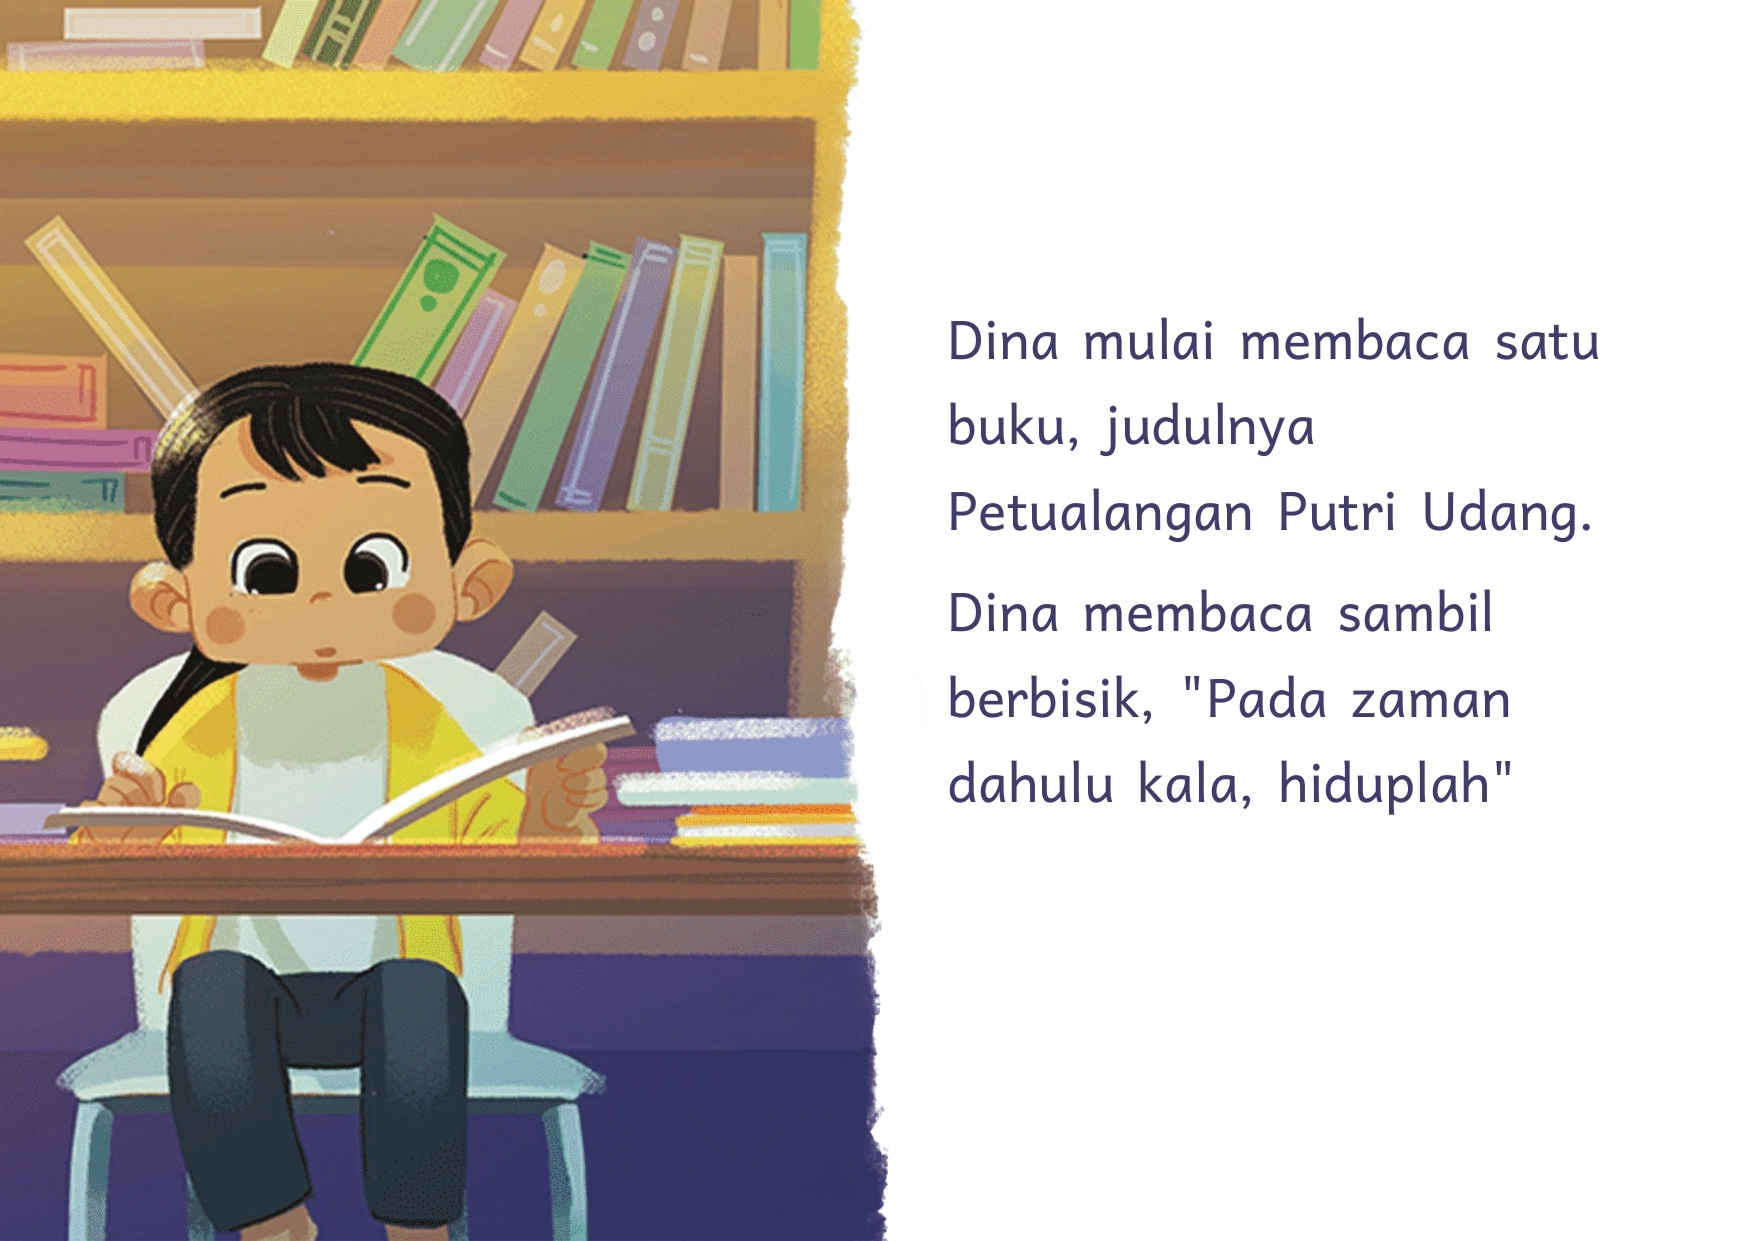 Dina mulai membaca satu
buku, judulnya
Petualangan Putri Udang.
Dina membaca sambil
berbisik, "Pada zaman
dahulu kala, hiduplah"